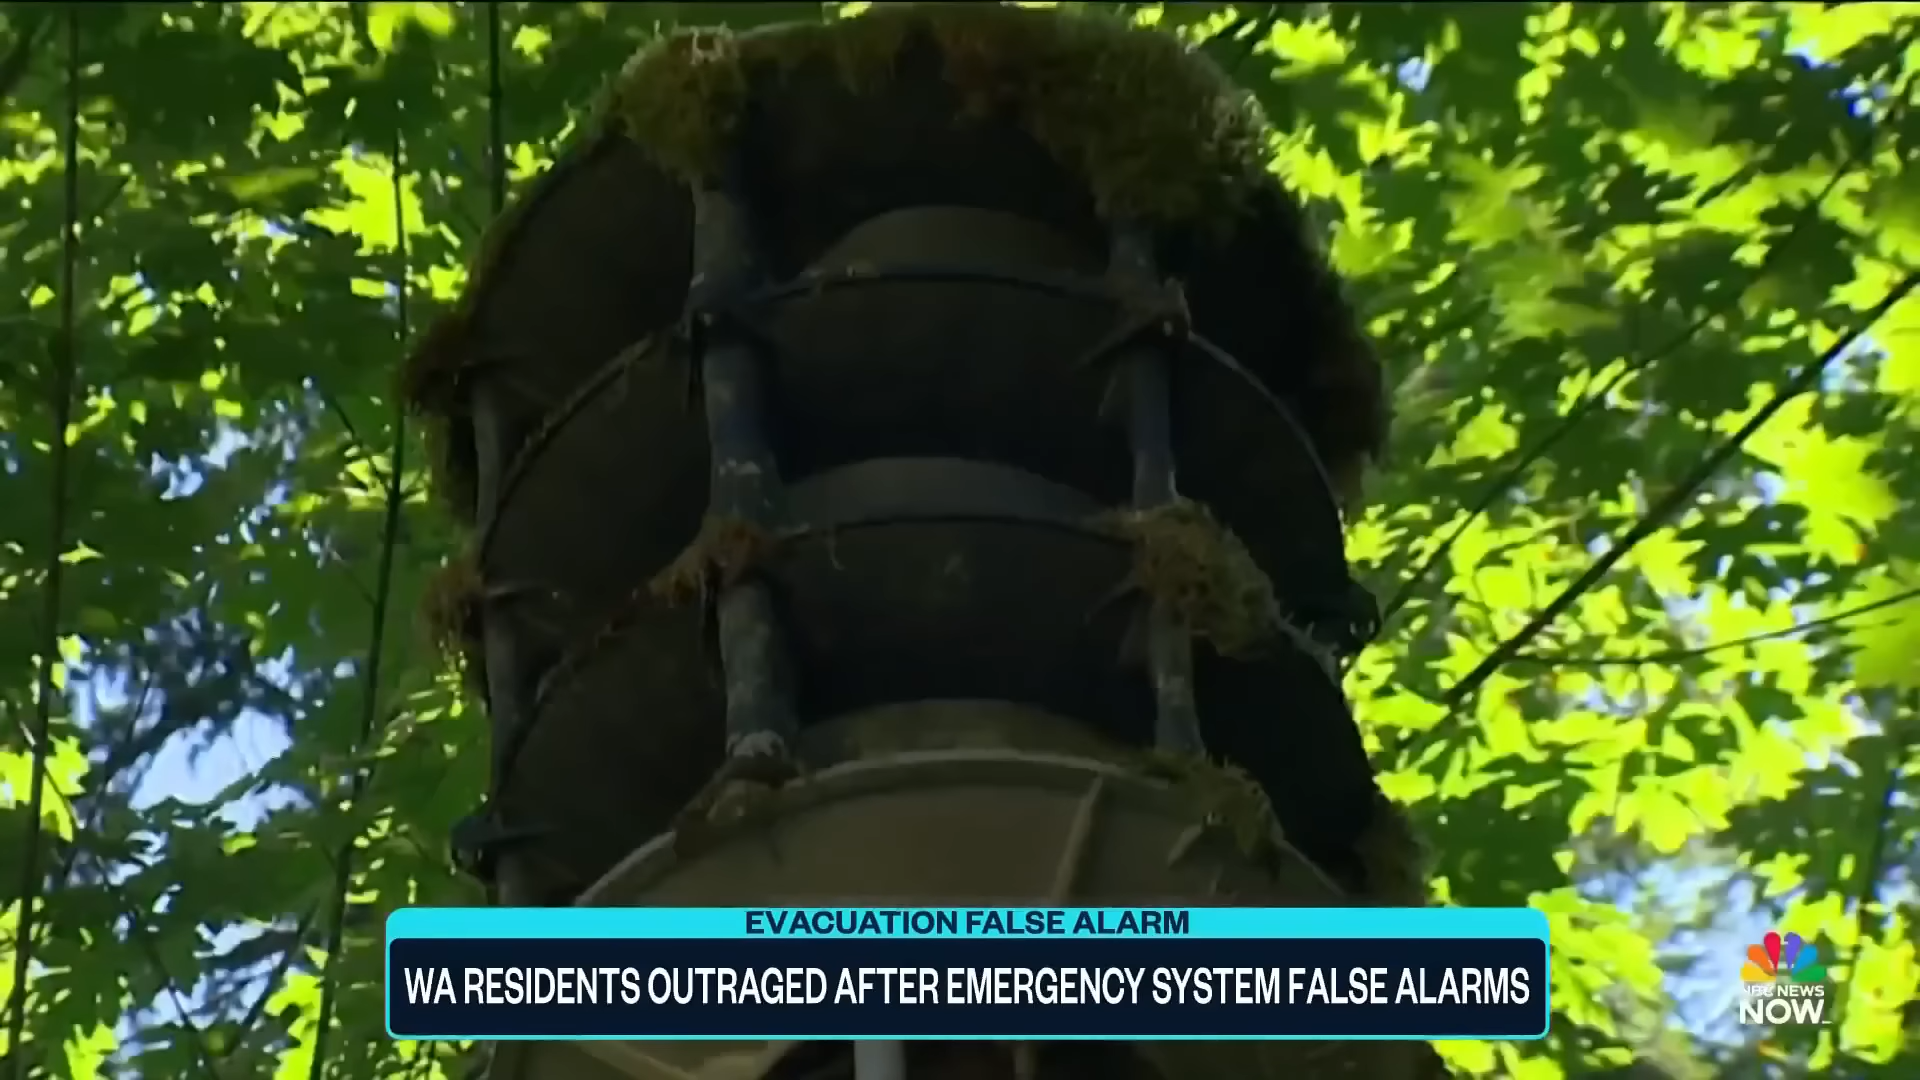 EVACUATION FALSE ALARM
WA RESIDENTS OUTRAGED AFTER EMERGENCY SYSTEM FALSE ALARMS
NBC NEWS
NOW